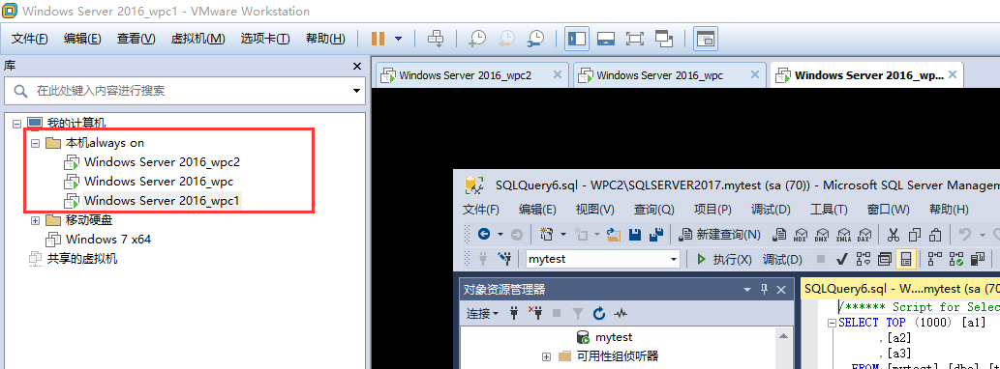 Windows Server 2016_wpc1 - VMware Workstation
文件(F) 编辑(E) 查看(V) 虚拟机(M) 选项卡(T) 帮助(H)
库
在此处键入内容进行搜索
我的计算机
本机always on
Windows Server 2016_wpc2
Windows Server 2016_wpc
Windows Server 2016_wpc1
移动硬盘
Windows 7 x64
共享的虚拟机
Windows Server 2016_wpc2
Windows Server 2016_wpc
Windows Server 2016_wp...
SQLQuery6.sql - WPC2\SQLSERVER2017.mytest (sa (70)) - Microsoft SQL Server Manage
文件(F) 编辑(E) 视图(V) 查询(Q) 项目(P) 调试(D) 工具(T) 窗口(W) 帮助(H)
新建查询(N) MDX DMX XMLA DAX
mytest 执行(X) 调试(D)
对象资源管理器
连接
mytest
可用性组侦听器
SQLQuery6.sql - W....mytest (sa (70
/****** Script for Selec
SELECT TOP (1000) [a1]
,[a2]
,[a3]
FROM [mytest].[dbo].[t